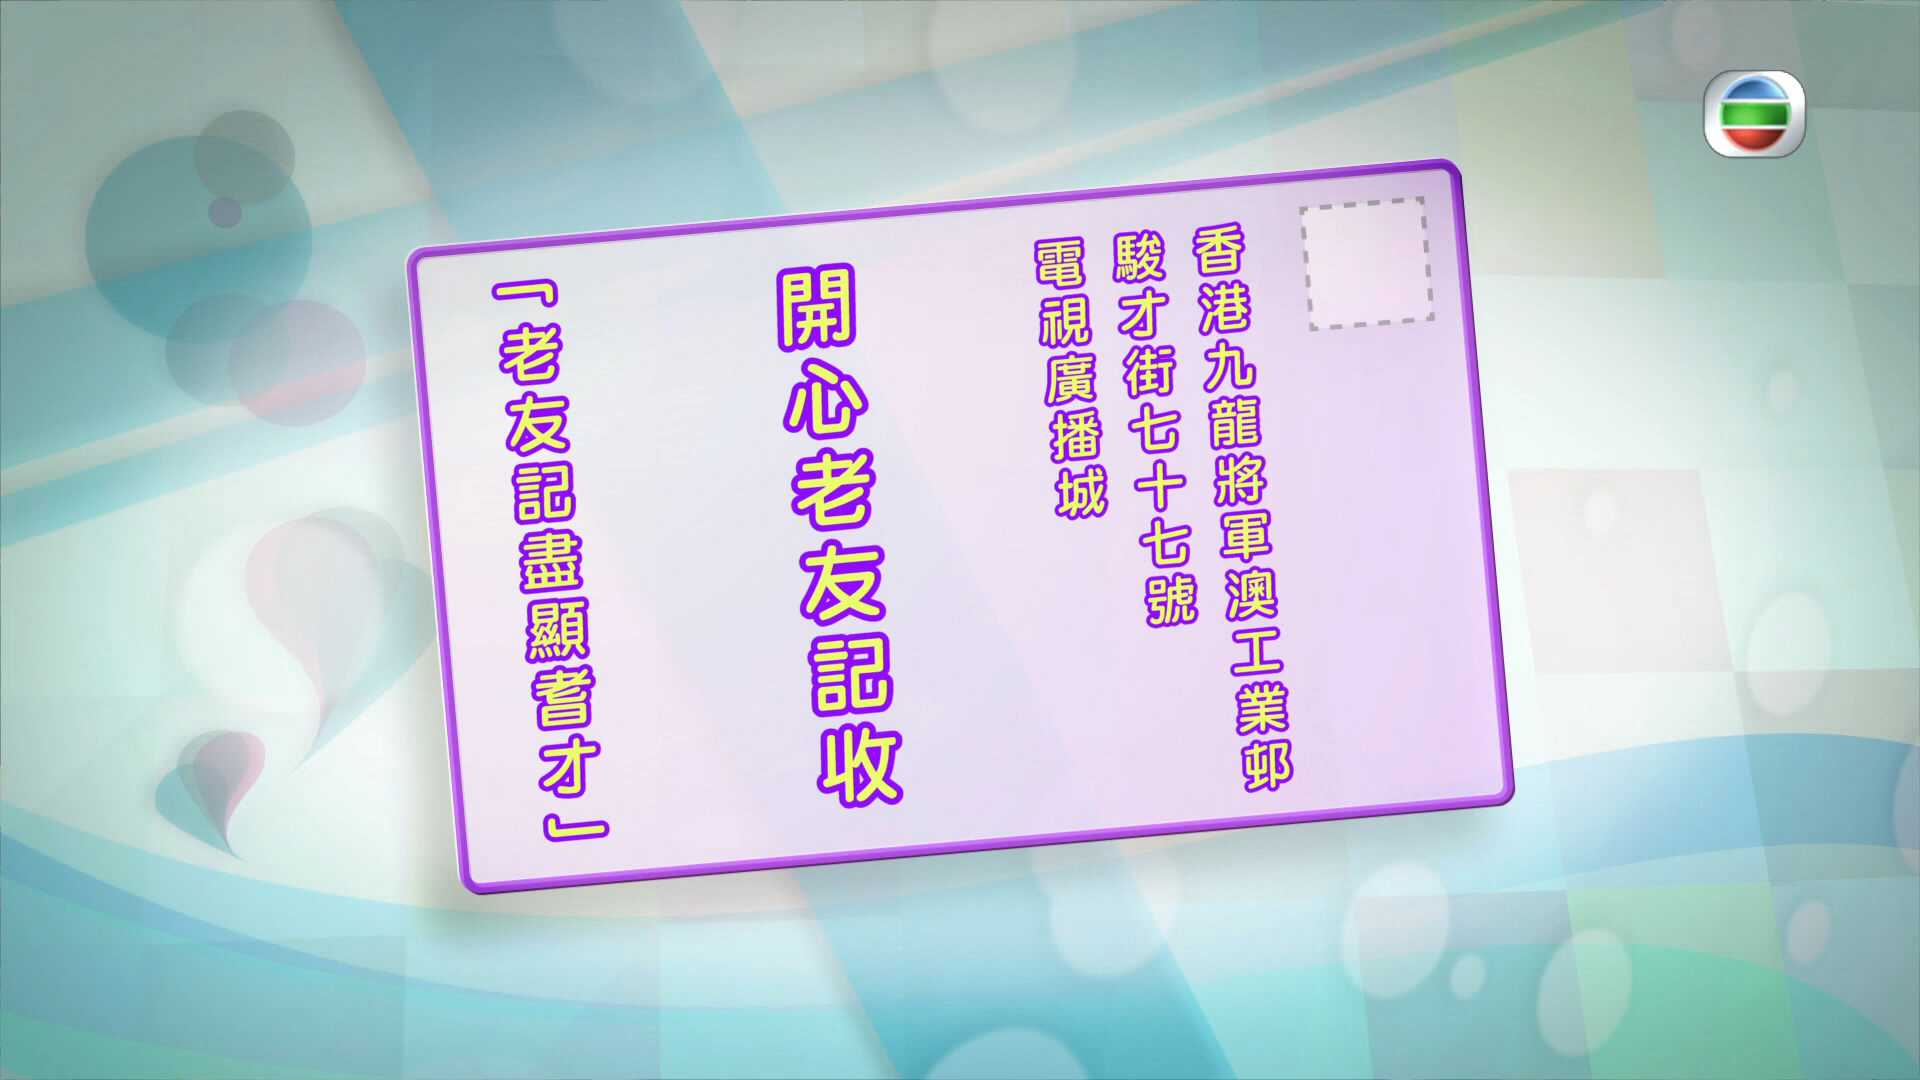 香港九龍將軍澳工業邨
駿才街七十七號
電視廣播城
開心老友記收
「老友記盡顯耆才」